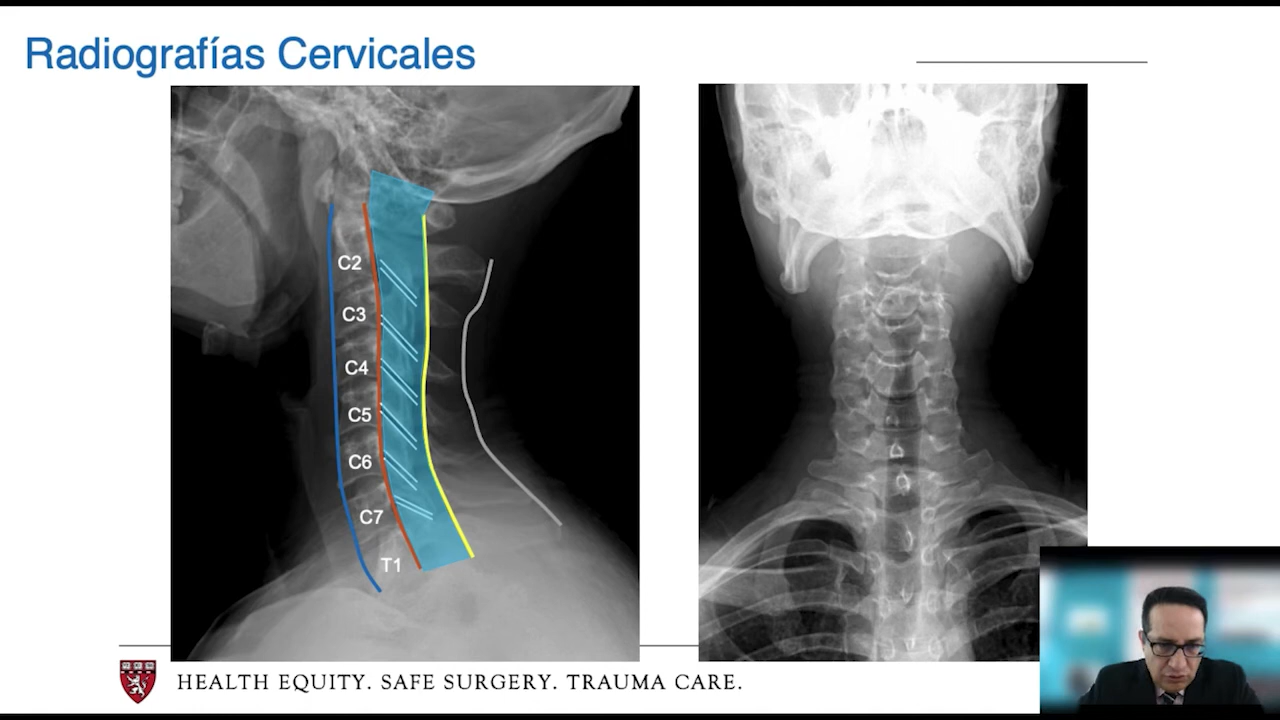 Radiografías Cervicales
C2
C3
C4
C5
C6
C7
T1
HEALTH EQUITY. SAFE SURGERY. TRAUMA CARE.